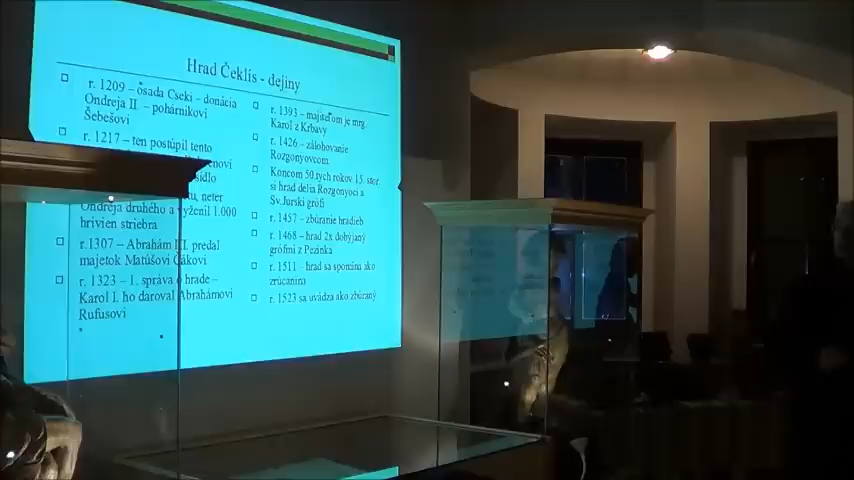 Hrad Čeklís - dejiny
r. 1209 – osada Cseki – donácia
Ondreja II – pohárnikovi
Šebešovi
r. 1217 – ten postúpil tento
sídlo
neter
Ondreja druhého a vyženil 1.000
hrivien striebra
r.1307 – Abrahám III. predal
majetok Matúšovi Čákovi
r. 1323 – 1. správa o hrade –
Karol I. ho daroval Abrahámovi
Rufusovi
r. 1393 – majiteľom je mrg.
Karol z Krbavy
r. 1426 – zálohovanie
Rozgonyovcom
Koncom 50.tych rokov 15. stor.
si hrad delia Rozgonyoci a
Sv.Jurskí grófi
r. 1457 – zbúranie hradieb
r. 1468 – hrad 2x dobýjaný
grófmi z Pezinka
r. 1511 – hrad sa spomína ako
zrúcanina
r. 1523 sa uvádza ako zbúraný